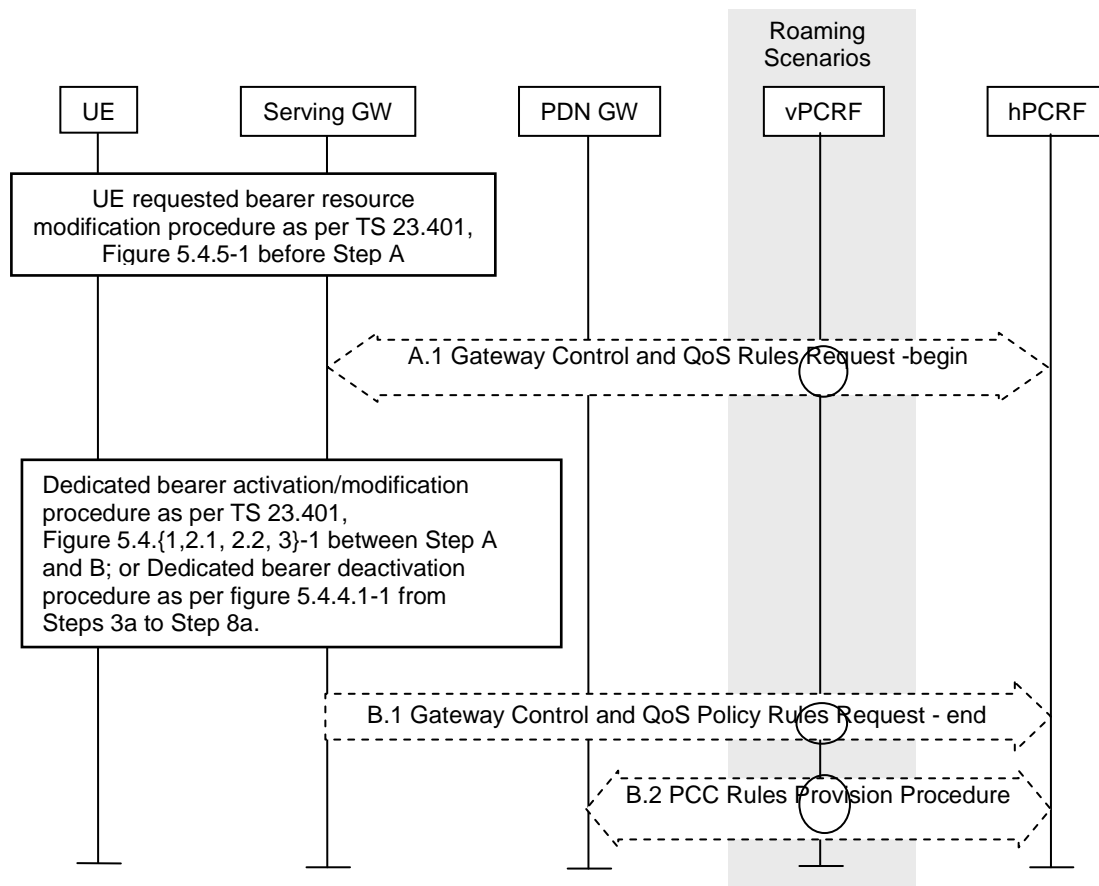 Roaming
Scenarios
UE
Serving GW
PDN GW
vPCRF
hPCRF
UE requested bearer resource
modification procedure as per TS 23.401,
Figure 5.4.5-1 before Step A
A.1 Gateway Control and QoS Rules Request -begin
Dedicated bearer activation/modification
procedure as per TS 23.401,
Figure 5.4.{1,2.1, 2.2, 3}-1 between Step A
and B; or Dedicated bearer deactivation
procedure as per figure 5.4.4.1-1 from
Steps 3a to Step 8a.
B.1 Gateway Control and QoS Policy Rules Request - end
B.2 PCC Rules Provision Procedure